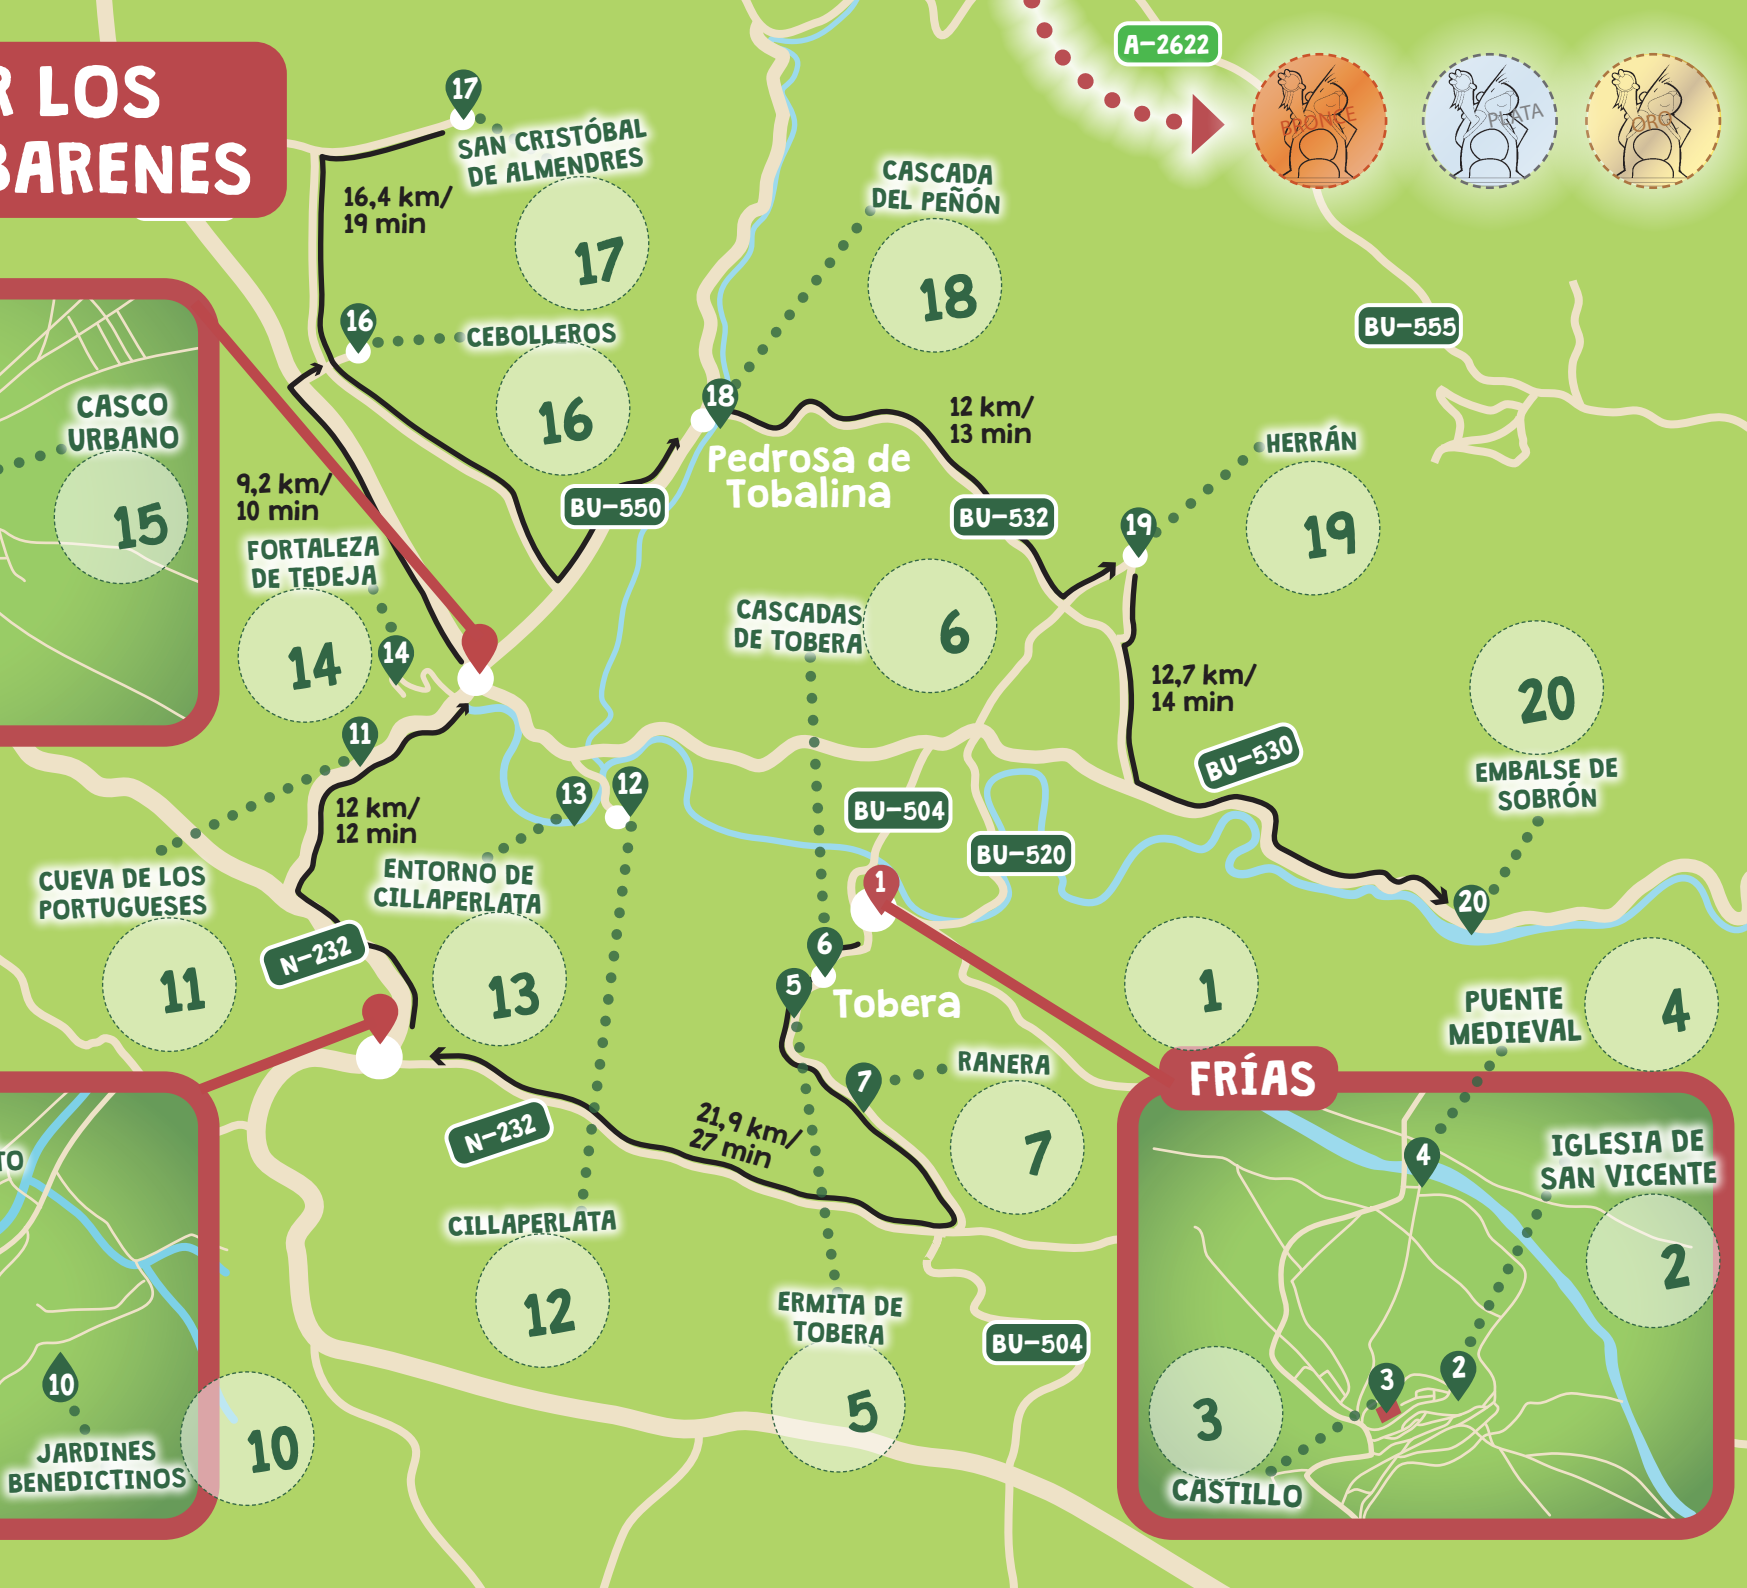 R LOS
BARENES
A-2622
BRONCE
PLATA
ORO
17
SAN CRISTÓBAL
DE ALMENDRES
17
16,4 km/
19 min
CASCADA
DEL PEÑÓN
18
16
CEBOLLEROS
16
BU-555
CASCO
URBANO
15
18
Pedrosa de
Tobalina
12 km/
13 min
HERRÁN
19
9,2 km/
10 min
BU-550
BU-532
19
FORTALEZA
DE TEDEJA
14
14
CASCADAS
DE TOBERA
6
12,7 km/
14 min
20
EMBALSE DE
SOBRÓN
11
12 km/
12 min
13
12
BU-504
BU-520
BU-530
CUEVA DE LOS
PORTUGUESES
11
ENTORNO DE
CILLAPERLATA
13
1
20
N-232
6
5
Tobera
1
PUENTE
MEDIEVAL
4
7
RANERA
7
FRÍAS
N-232
21,9 km/
27 min
TO
4
IGLESIA DE
SAN VICENTE
2
CILLAPERLATA
12
ERMITA DE
TOBERA
5
BU-504
10
JARDINES
BENEDICTINOS
10
3
2
3
CASTILLO